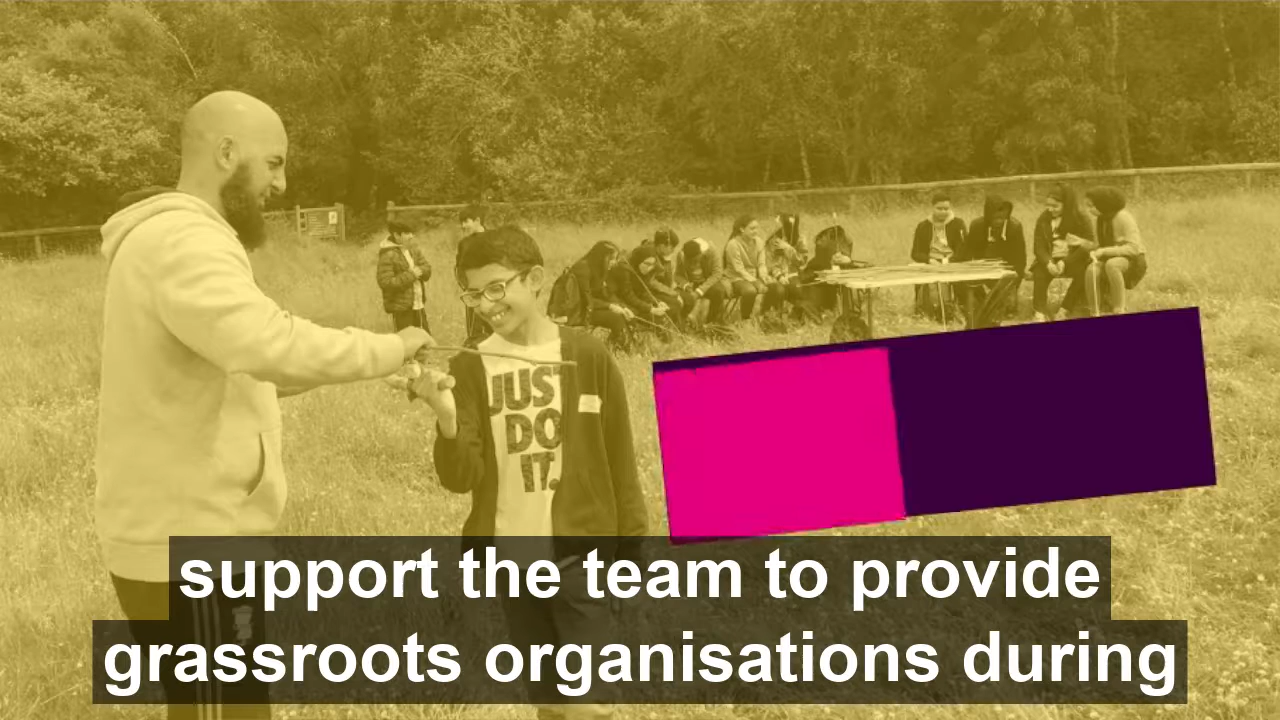 JUST
DO
IT.
support the team to provide
grassroots organisations during